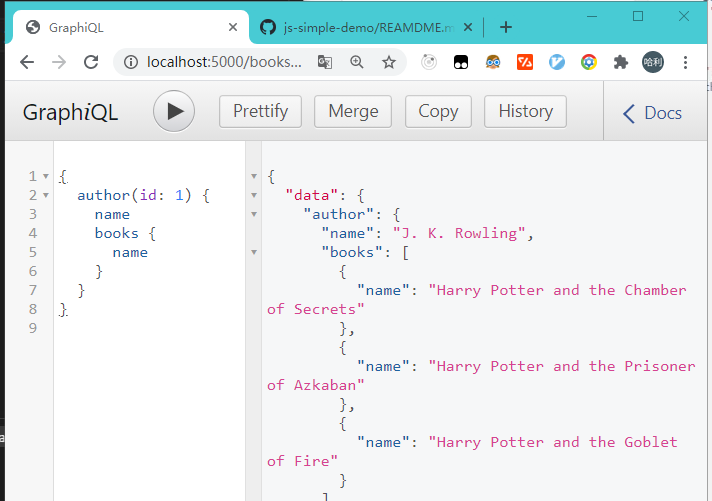 GraphiQL
js-simple-demo/REAMDME.m
localhost:5000/books...
哈利
GraphiQL
Prettify
Merge
Copy
History
Docs
1 {
2 author(id: 1) {
3 name
4 books {
5 name
6 }
7 }
8 }
9
{
"data": {
"author": {
"name": "J. K. Rowling",
"books": [
{
"name": "Harry Potter and the Chamber
of Secrets"
},
{
"name": "Harry Potter and the Prisoner
of Azkaban"
},
{
"name": "Harry Potter and the Goblet
of Fire"
}
]